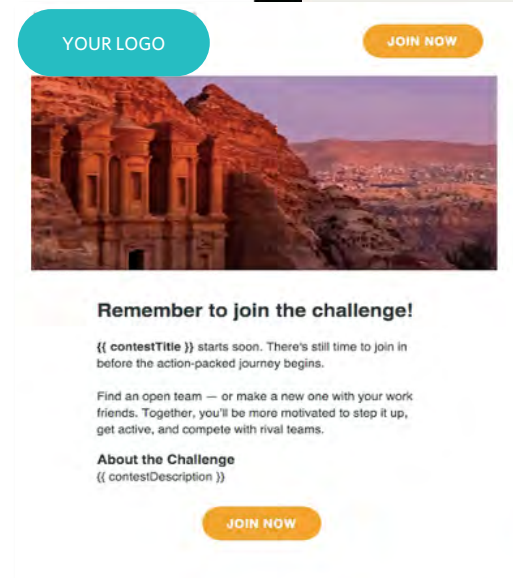 YOUR LOGO
JOIN NOW
Remember to join the challenge!
{{ contestTitle }} starts soon. There's still time to join in
before the action-packed journey begins.
Find an open team — or make a new one with your work
friends. Together, you'll be more motivated to step it up,
get active, and compete with rival teams.
About the Challenge
{{ contestDescription }}
JOIN NOW